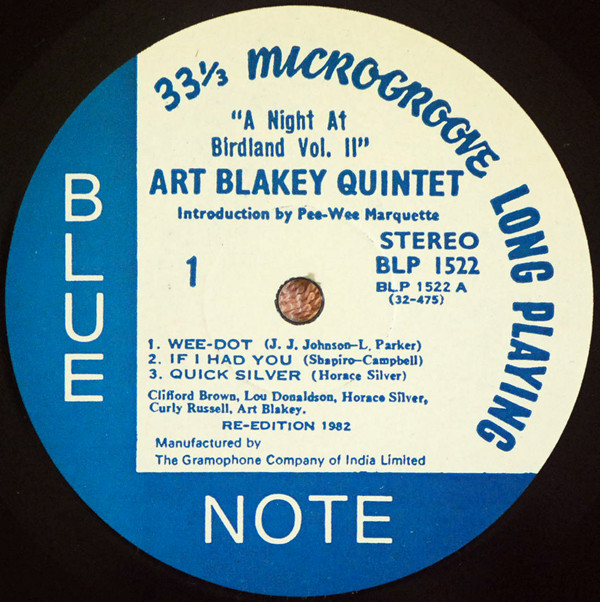 33⅓ MICROGROOVE LONG PLAYING
"A Night At
Birdland Vol. II"
ART BLAKEY QUINTET
Introduction by Pee-Wee Marquette
STEREO
BLP 1522
1
BLP 1522 A
(32-475)
1. WEE-DOT (J. J. Johnson-L. Parker)
2. IF I HAD YOU (Shapiro-Campbell)
3. QUICK SILVER (Horace Silver)
Clifford Brown, Lou Donaldson, Horace Silver,
Curly Russell, Art Blakey.
RE-EDITION 1982
Manufactured by
The Gramophone Company of India Limited
BLUE
NOTE